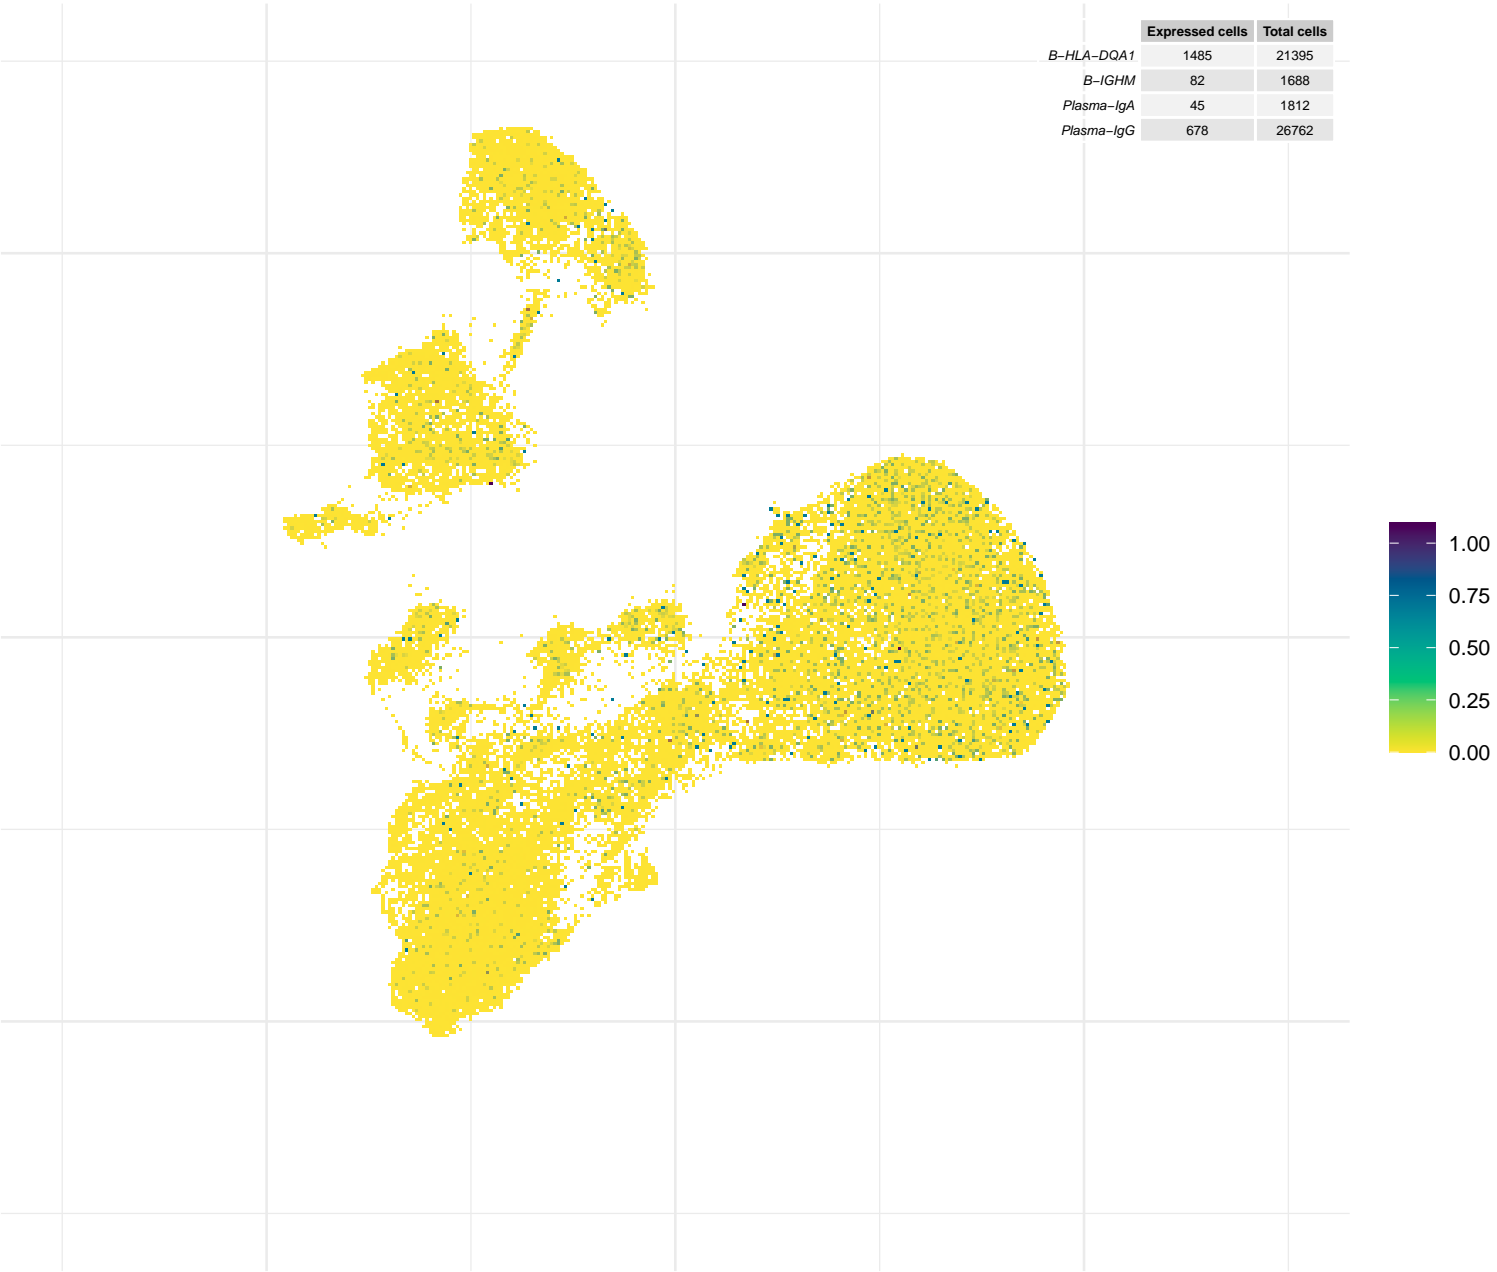 Expressed cells Total cells
B−HLA−DQA1 1485 21395
B−IGHM 82 1688
Plasma−IgA 45 1812
Plasma−IgG 678 26762
1.00
0.75
0.50
0.25
0.00